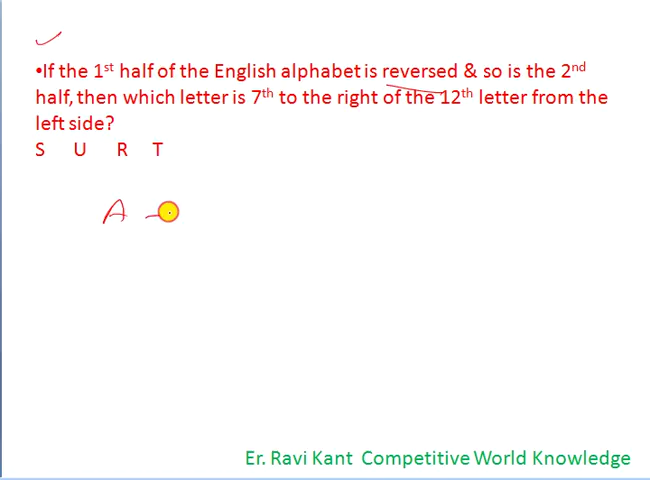 •If the 1st half of the English alphabet is reversed & so is the 2nd
half, then which letter is 7th to the right of the 12th letter from the
left side?
S U R T
A -
Er. Ravi Kant Competitive World Knowledge